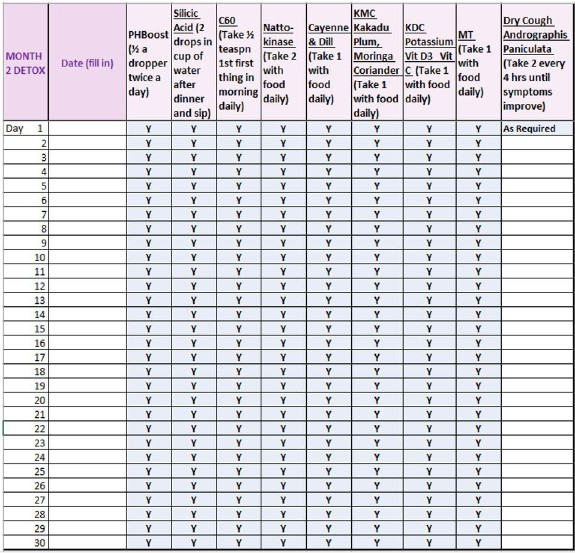 MONTH
2 DETOX
Date (fill in)
PHBoost
(½ a
dropper
twice a
day)
Silicic
Acid (2
drops in
cup of
water
after
dinner
and sip)
C60
(Take ½
teaspn
1st first
thing in
morning
daily)
Natto-
kinase
(Take 2
with
food
daily)
Cayenne
& Dill
(Take 1
with
food
daily)
KMC
Kakadu
Plum,
Moringa
Coriander
(Take 1
with food
daily)
KDC
Potassium
Vit D3 Vit
C (Take 1
with food
daily)
MT
(Take 1
with
food
daily)
Dry Cough
Andrographis
Paniculata
(Take 2 every
4 hrs until
symptoms
improve)
Day 1 Y Y Y Y Y Y Y Y As Required
2 Y Y Y Y Y Y Y Y
3 Y Y Y Y Y Y Y Y
4 Y Y Y Y Y Y Y Y
5 Y Y Y Y Y Y Y Y
6 Y Y Y Y Y Y Y Y
7 Y Y Y Y Y Y Y Y
8 Y Y Y Y Y Y Y Y
9 Y Y Y Y Y Y Y Y
10 Y Y Y Y Y Y Y Y
11 Y Y Y Y Y Y Y Y
12 Y Y Y Y Y Y Y Y
13 Y Y Y Y Y Y Y Y
14 Y Y Y Y Y Y Y Y
15 Y Y Y Y Y Y Y Y
16 Y Y Y Y Y Y Y Y
17 Y Y Y Y Y Y Y Y
18 Y Y Y Y Y Y Y Y
19 Y Y Y Y Y Y Y Y
20 Y Y Y Y Y Y Y Y
21 Y Y Y Y Y Y Y Y
22 Y Y Y Y Y Y Y Y
23 Y Y Y Y Y Y Y Y
24 Y Y Y Y Y Y Y Y
25 Y Y Y Y Y Y Y Y
26 Y Y Y Y Y Y Y Y
27 Y Y Y Y Y Y Y Y
28 Y Y Y Y Y Y Y Y
29 Y Y Y Y Y Y Y Y
30 Y Y Y Y Y Y Y Y